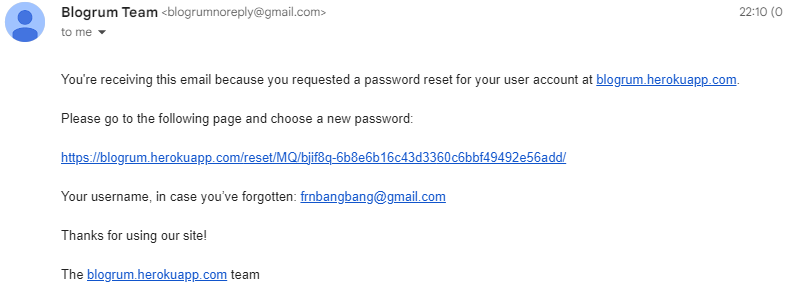 Blogrum Team <blogrumnoreply@gmail.com> 22:10 (0
to me
You're receiving this email because you requested a password reset for your user account at blogrum.herokuapp.com.
Please go to the following page and choose a new password:
https://blogrum.herokuapp.com/reset/MQ/bjif8q-6b8e6b16c43d3360c6bbf49492e56add/
Your username, in case you’ve forgotten: frnbangbang@gmail.com
Thanks for using our site!
The blogrum.herokuapp.com team